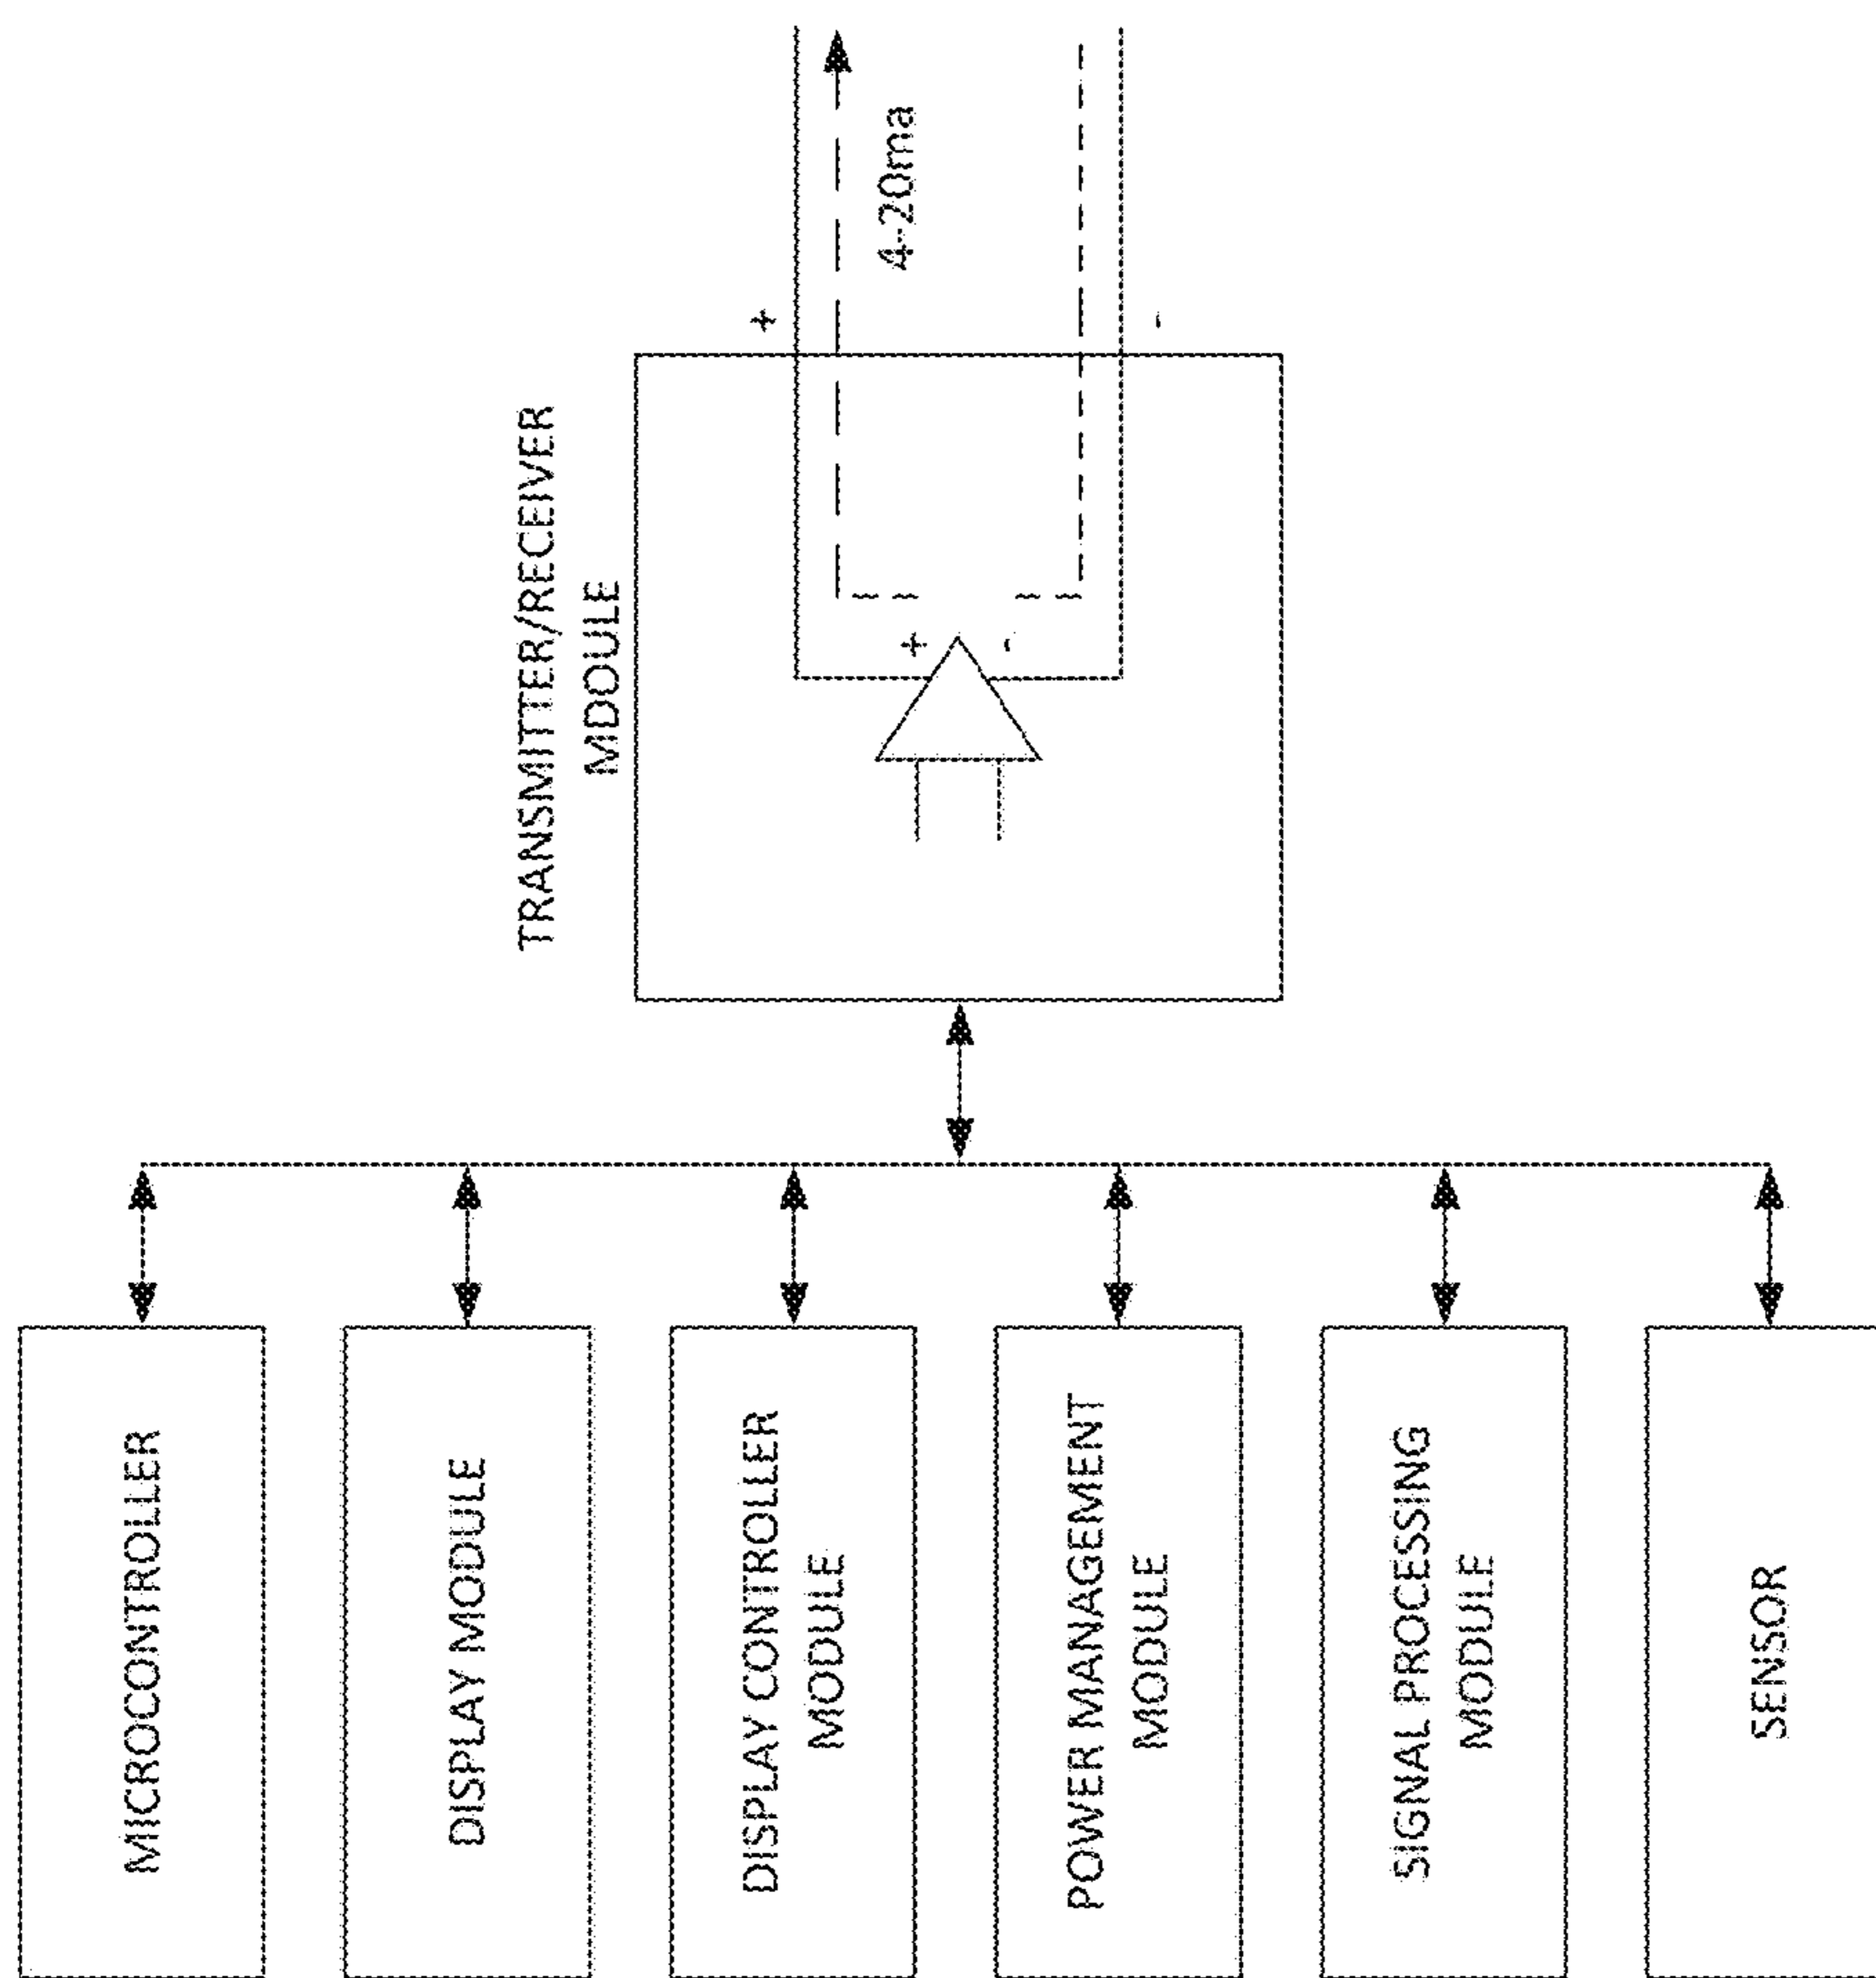 MICROCONTROLLER
DISPLAY MODULE
DISPLAY CONTROLLER
MODULE
POWER MANAGEMENT
MODULE
SIGNAL PROCESSING
MODULE
SENSOR
TRANSMITTER/RECEIVER
MDOULE
+
-
+
-
4-20ma